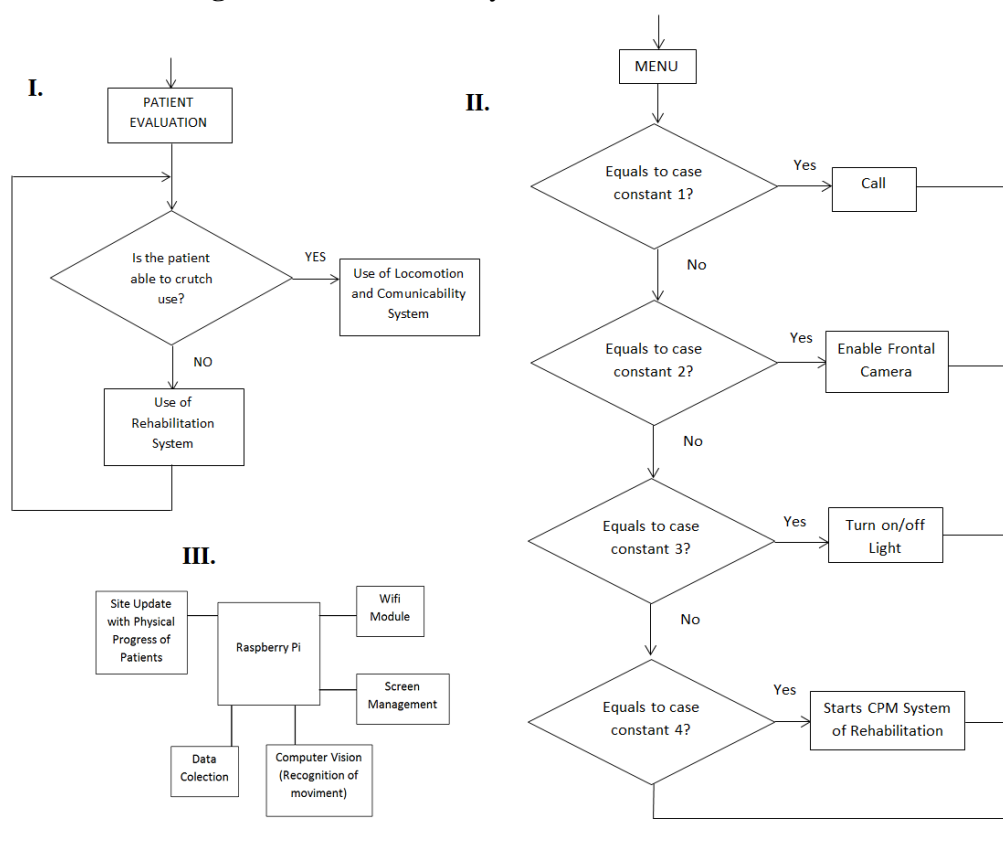 I.
PATIENT
EVALUATION
Is the patient
able to crutch
use?
YES
Use of Locomotion
and Comunicability
System
NO
Use of
Rehabilitation
System
II.
MENU
Equals to case
constant 1?
Yes
Call
No
Equals to case
constant 2?
Yes
Enable Frontal
Camera
No
Equals to case
constant 3?
Yes
Turn on/off
Light
No
Equals to case
constant 4?
Yes
Starts CPM System
of Rehabilitation
III.
Site Update
with Physical
Progress of
Patients
Raspberry Pi
Wifi
Module
Screen
Management
Data
Colection
Computer Vision
(Recognition of
moviment)